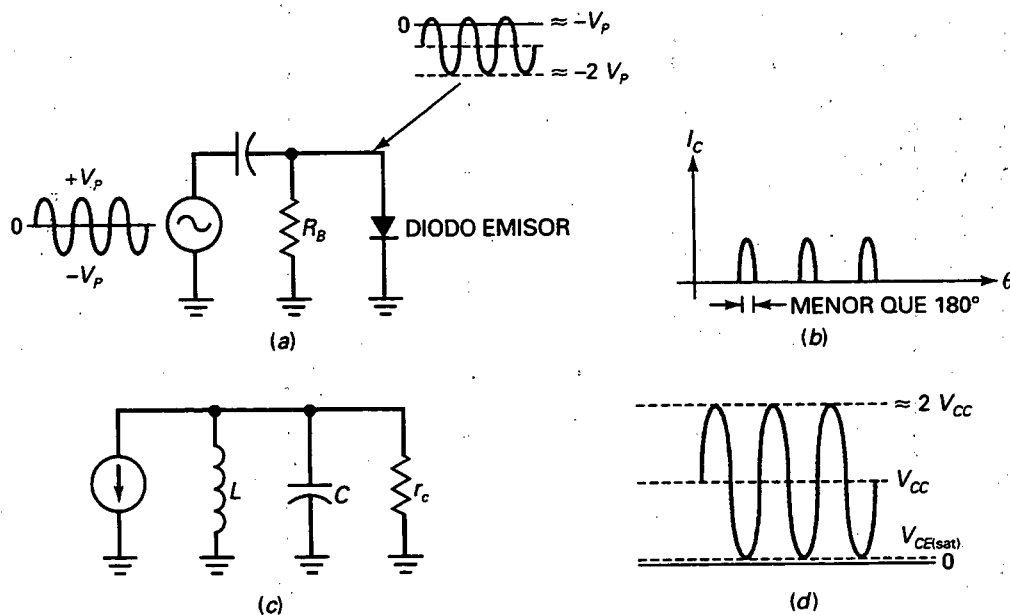 0
≈ −V_P
≈ −2 V_P
+V_P
0
−V_P
R_B
DIODO EMISOR
(a)
I_C
θ
MENOR QUE 180°
(b)
L
C
r_c
(c)
≈ 2 V_CC
V_CC
V_CE(sat)
0
(d)